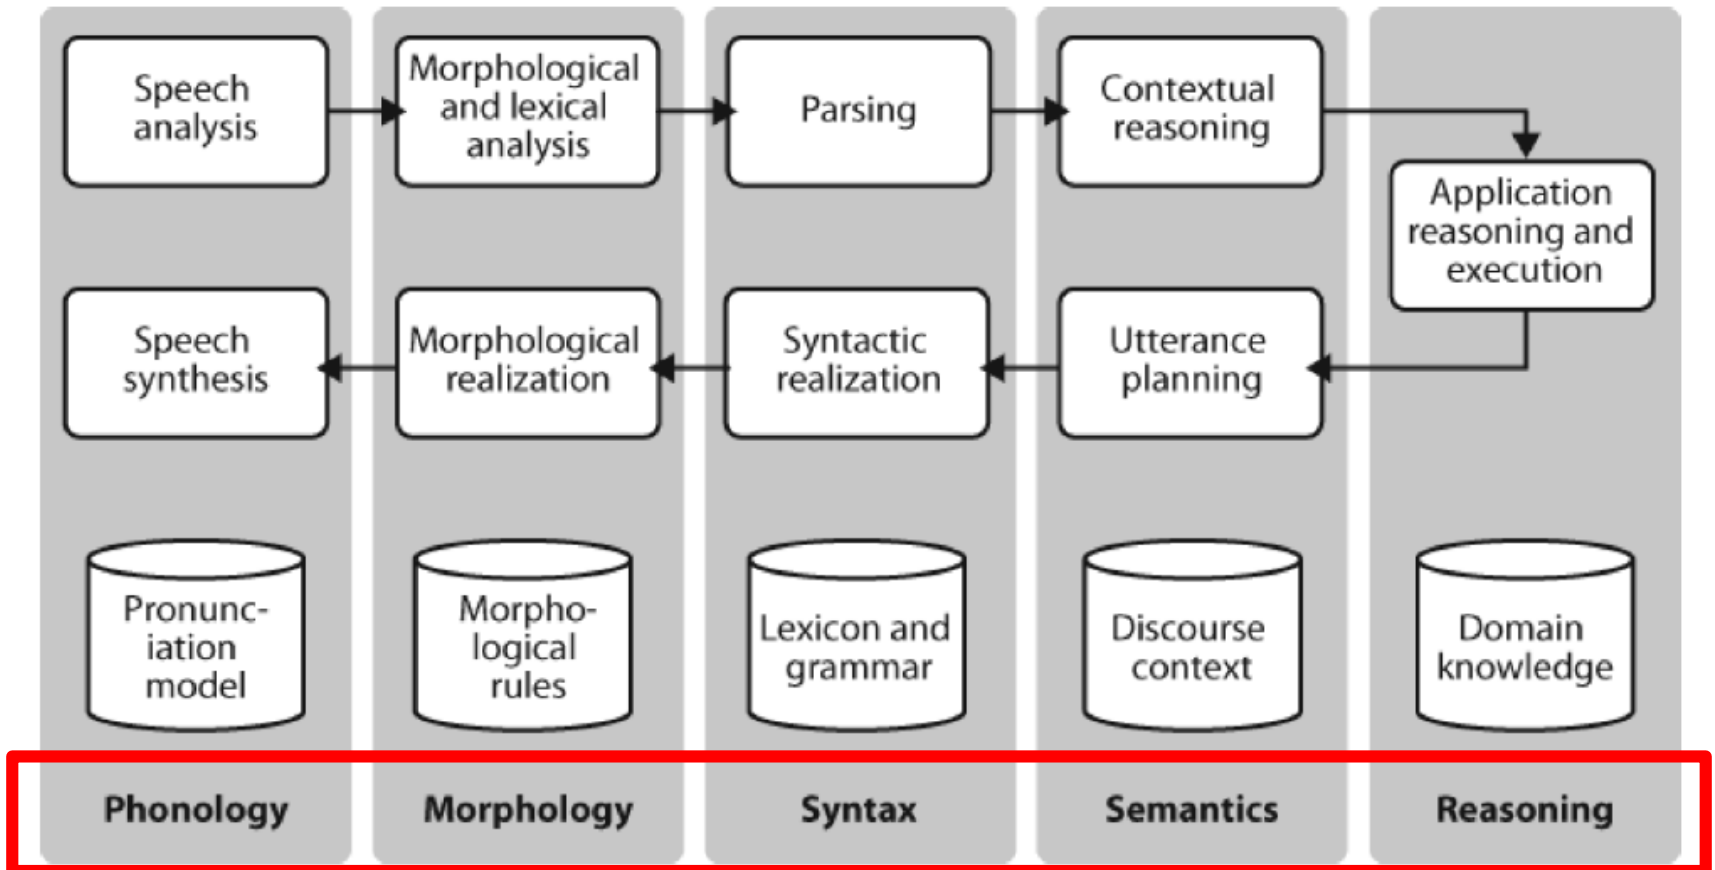 Speech
analysis
Morphological
and lexical
analysis
Parsing
Contextual
reasoning
Application
reasoning and
execution
Speech
synthesis
Morphological
realization
Syntactic
realization
Utterance
planning
Pronunc-
iation
model
Morpho-
logical
rules
Lexicon and
grammar
Discourse
context
Domain
knowledge
Phonology
Morphology
Syntax
Semantics
Reasoning